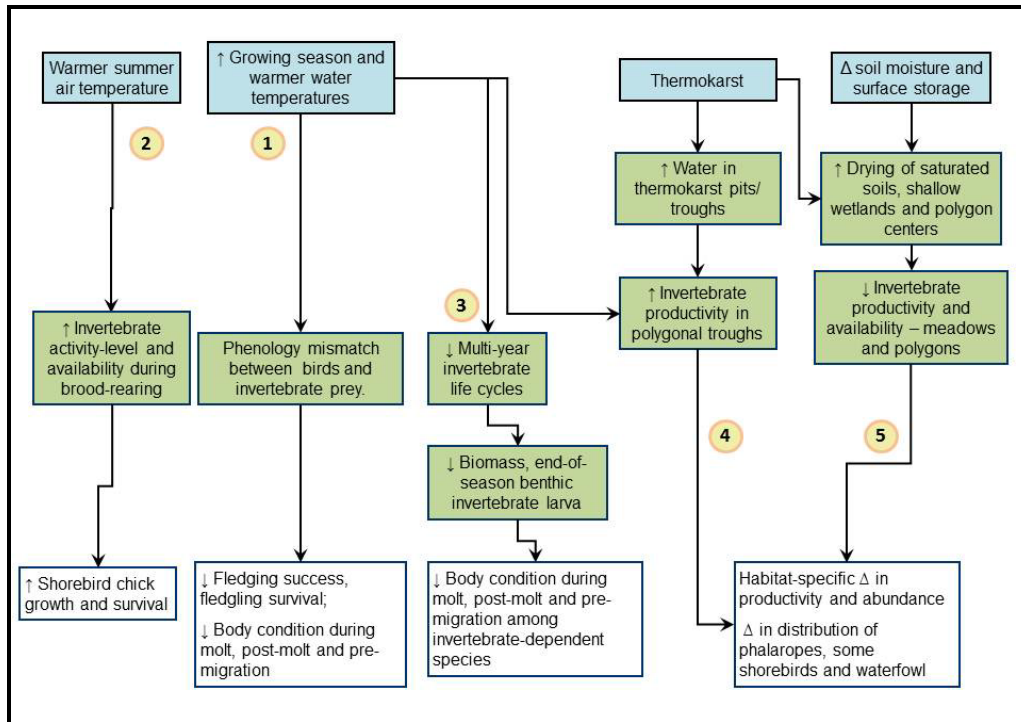 Warmer summer
air temperature
↑ Growing season and
warmer water
temperatures
Thermokarst
Δ soil moisture and
surface storage
2
1
↑ Water in
thermokarst pits/
troughs
↑ Drying of saturated
soils, shallow
wetlands and polygon
centers
3
↑ Invertebrate
activity-level and
availability during
brood-rearing
Phenology mismatch
between birds and
invertebrate prey.
↓ Multi-year
invertebrate
life cycles
↑ Invertebrate
productivity in
polygonal troughs
↓ Invertebrate
productivity and
availability – meadows
and polygons
4
5
↓ Biomass, end-of-
season benthic
invertebrate larva
↑ Shorebird chick
growth and survival
↓ Fledging success,
fledgling survival;
↓ Body condition during
molt, post-molt and pre-
migration
↓ Body condition during
molt, post-molt and pre-
migration among
invertebrate-dependent
species
Habitat-specific Δ in
productivity and abundance
Δ in distribution of
phalaropes, some
shorebirds and waterfowl